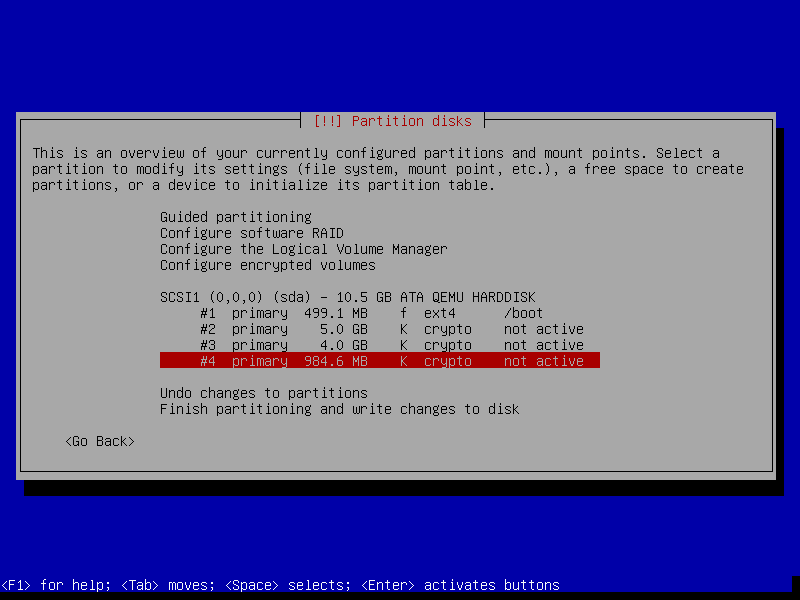 [!!] Partition disks
This is an overview of your currently configured partitions and mount points. Select a
partition to modify its settings (file system, mount point, etc.), a free space to create
partitions, or a device to initialize its partition table.
Guided partitioning
Configure software RAID
Configure the Logical Volume Manager
Configure encrypted volumes
SCSI1 (0,0,0) (sda) - 10.5 GB ATA QEMU HARDDISK
#1 primary 499.1 MB f ext4 /boot
#2 primary 5.0 GB K crypto not active
#3 primary 4.0 GB K crypto not active
#4 primary 984.6 MB K crypto not active
Undo changes to partitions
Finish partitioning and write changes to disk
<Go Back>
<F1> for help; <Tab> moves; <Space> selects; <Enter> activates buttons